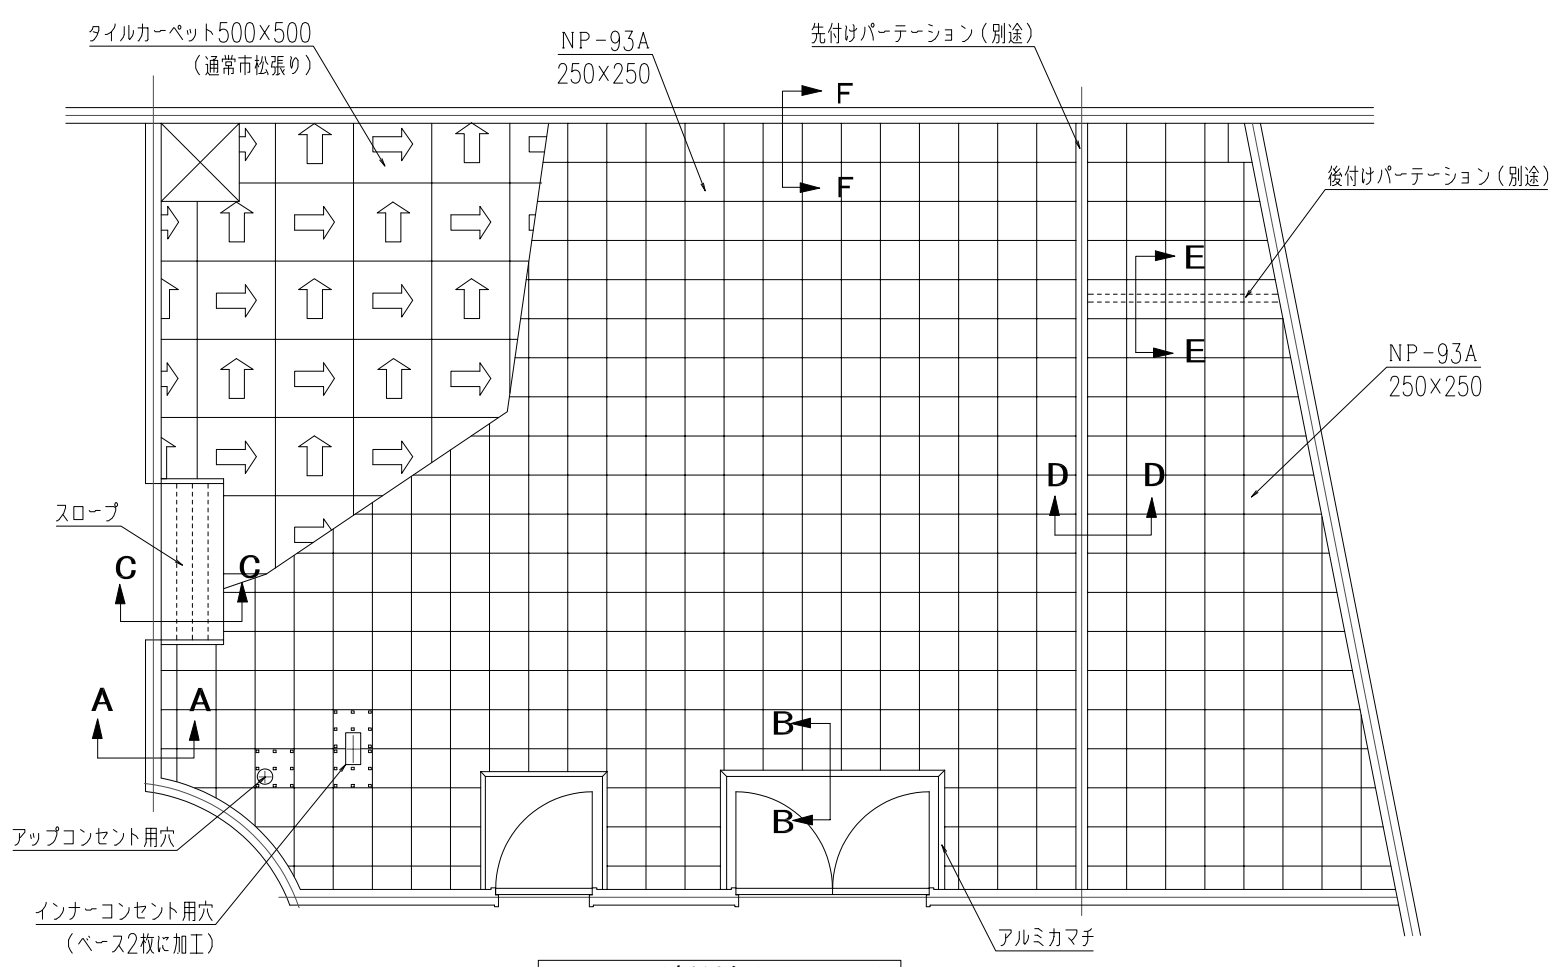 タイルカーペット500×500
(通常市松張り)
NP-93A
250×250
先付けパーテーション(別途)
F
F
後付けパーテーション(別途)
E
E
NP-93A
250×250
D
D
スロープ
C
C
A
A
B
B
アップコンセント用穴
インナーコンセント用穴
(ベース2枚に加工)
アルミカマチ